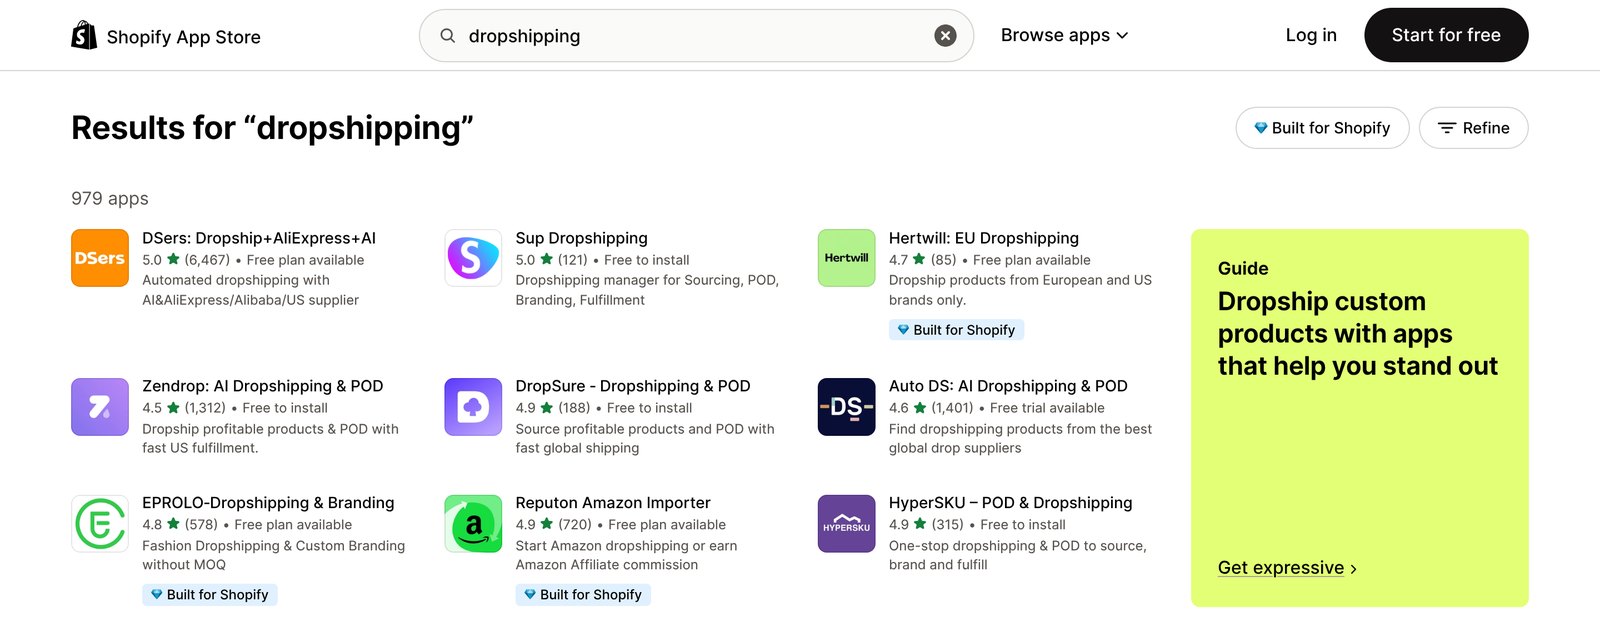 Shopify App Store
dropshipping
Browse apps
Log in
Start for free
Results for “dropshipping”
Built for Shopify
Refine
979 apps
DSers
DSers: Dropship+AliExpress+AI
5.0 ★ (6,467) • Free plan available
Automated dropshipping with
AI&AliExpress/Alibaba/US supplier
S
Sup Dropshipping
5.0 ★ (121) • Free to install
Dropshipping manager for Sourcing, POD,
Branding, Fulfillment
Hertwill
Hertwill: EU Dropshipping
4.7 ★ (85) • Free plan available
Dropship products from European and US
brands only.
Built for Shopify
Zendrop: AI Dropshipping & POD
4.5 ★ (1,312) • Free to install
Dropship profitable products & POD with
fast US fulfillment.
DropSure - Dropshipping & POD
4.9 ★ (188) • Free to install
Source profitable products and POD with
fast global shipping
DS
Auto DS: AI Dropshipping & POD
4.6 ★ (1,401) • Free trial available
Find dropshipping products from the best
global drop suppliers
EPROLO-Dropshipping & Branding
4.8 ★ (578) • Free plan available
Fashion Dropshipping & Custom Branding
without MOQ
Built for Shopify
a
Reputon Amazon Importer
4.9 ★ (720) • Free plan available
Start Amazon dropshipping or earn
Amazon Affiliate commission
Built for Shopify
HYPERSKU
HyperSKU – POD & Dropshipping
4.9 ★ (315) • Free to install
One-stop dropshipping & POD to source,
brand and fulfill
Guide
Dropship custom
products with apps
that help you stand out
Get expressive